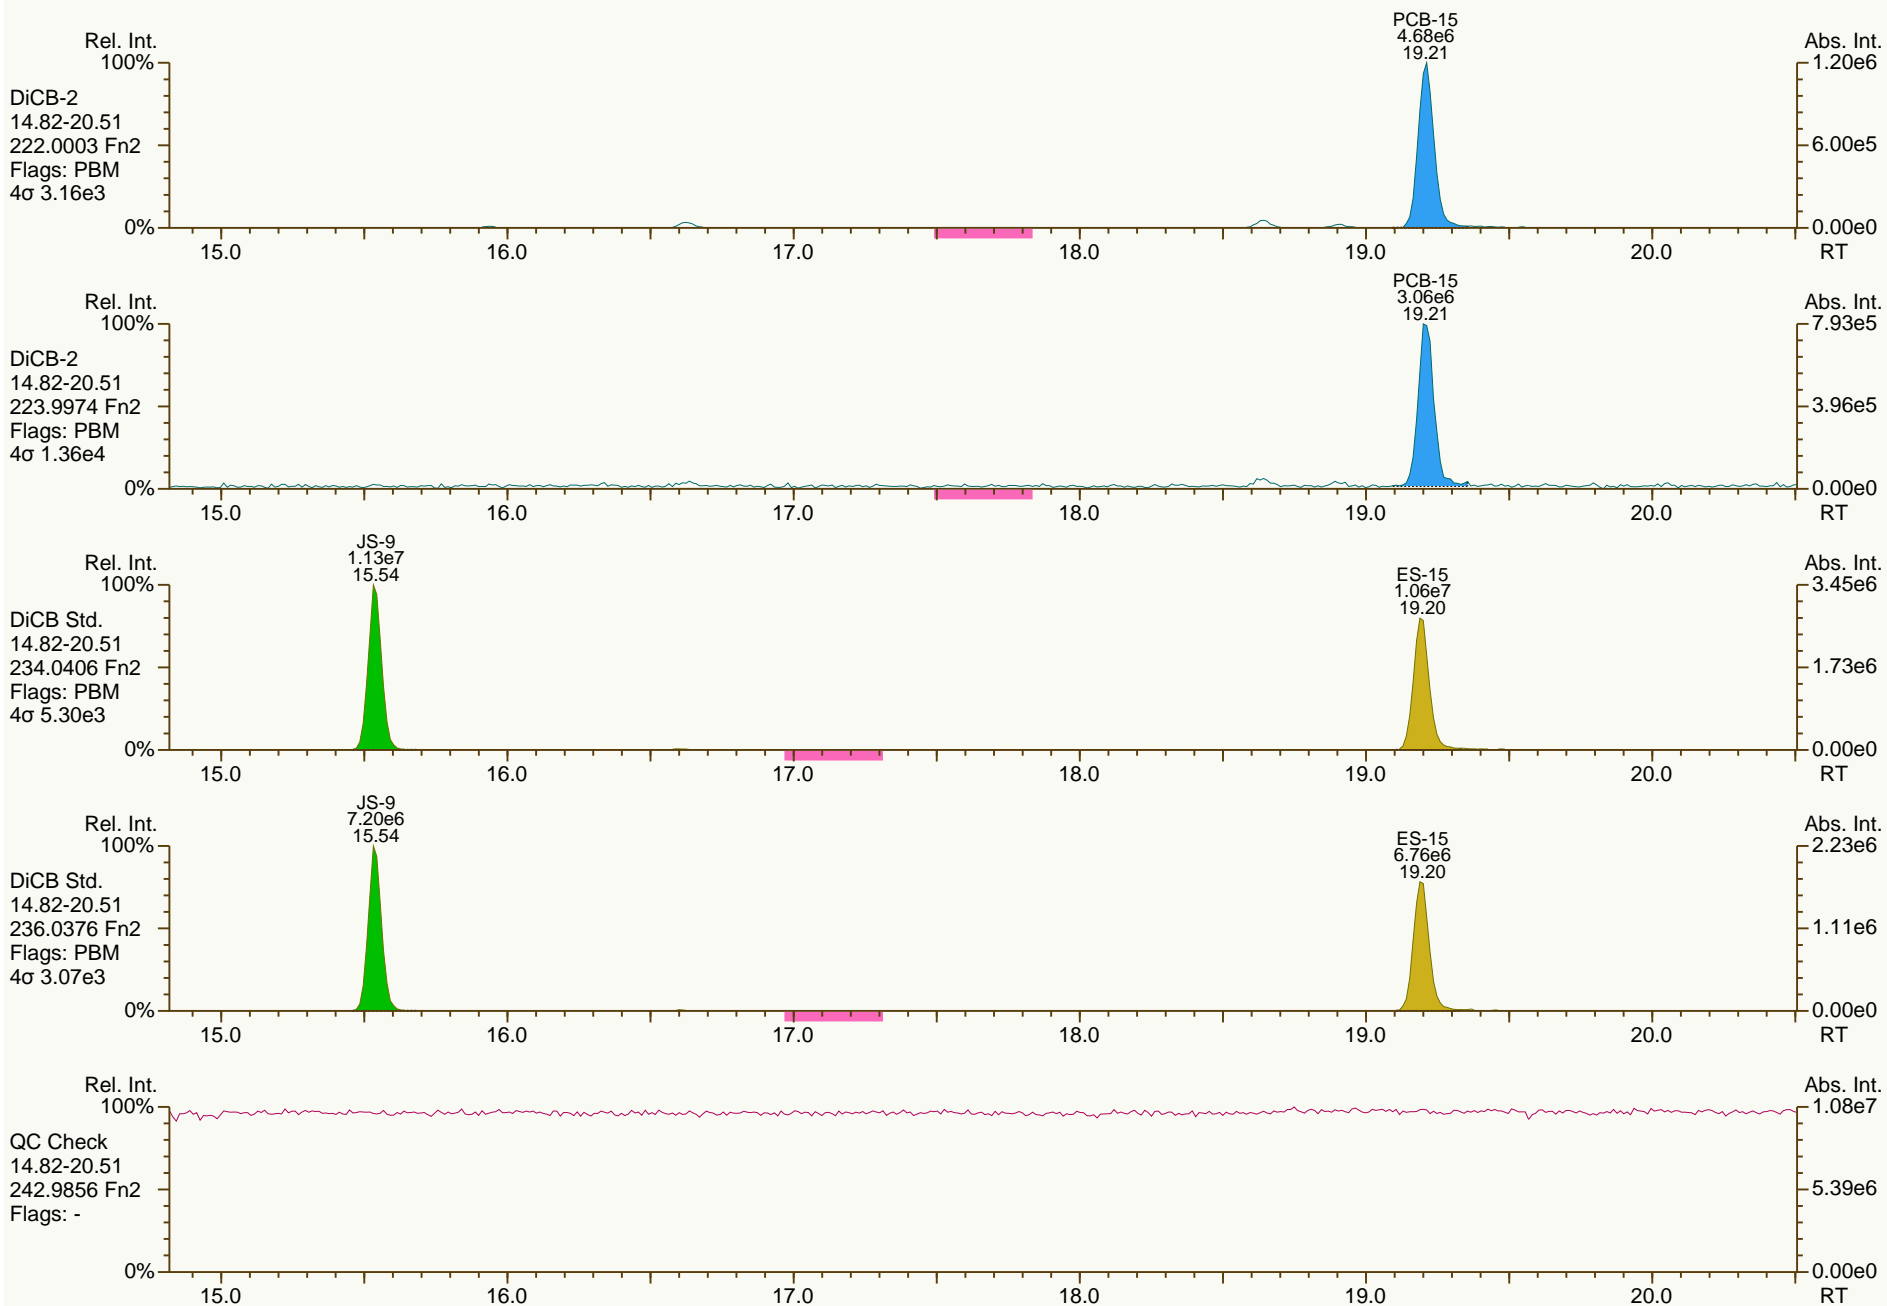 PCB-15
4.68e6
19.21
Rel. Int.
Abs. Int.
100%
1.20e6
DiCB-2
14.82-20.51
222.0003 Fn2
Flags: PBM
4σ 3.16e3
6.00e5
0%
0.00e0
15.0 16.0 17.0 18.0 19.0 20.0 RT
PCB-15
3.06e6
19.21
Rel. Int.
Abs. Int.
100%
7.93e5
DiCB-2
14.82-20.51
223.9974 Fn2
Flags: PBM
4σ 1.36e4
3.96e5
0%
0.00e0
15.0 16.0 17.0 18.0 19.0 20.0 RT
JS-9
1.13e7
15.54
ES-15
1.06e7
19.20
Rel. Int.
Abs. Int.
100%
3.45e6
DiCB Std.
14.82-20.51
234.0406 Fn2
Flags: PBM
4σ 5.30e3
1.73e6
0%
0.00e0
15.0 16.0 17.0 18.0 19.0 20.0 RT
JS-9
7.20e6
15.54
ES-15
6.76e6
19.20
Rel. Int.
Abs. Int.
100%
2.23e6
DiCB Std.
14.82-20.51
236.0376 Fn2
Flags: PBM
4σ 3.07e3
1.11e6
0%
0.00e0
15.0 16.0 17.0 18.0 19.0 20.0 RT
Rel. Int.
Abs. Int.
100%
1.08e7
QC Check
14.82-20.51
242.9856 Fn2
Flags: -
5.39e6
0%
0.00e0
15.0 16.0 17.0 18.0 19.0 20.0 RT